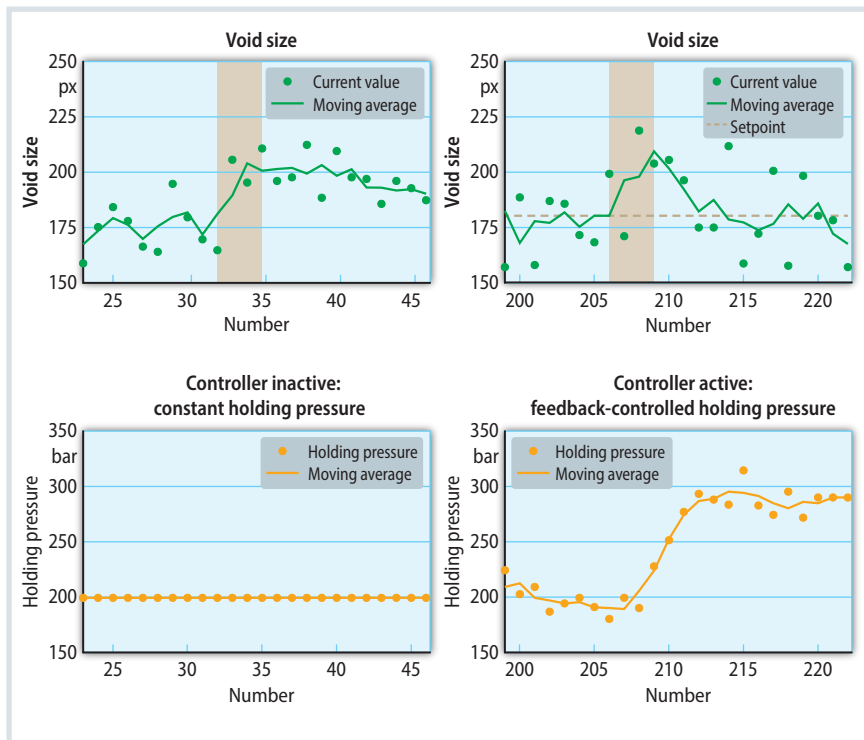 Void size
250
px
225
200
175
150
Void size
Current value
Moving average
25 30 35 40 45
Number
Void size
250
px
225
200
175
150
Void size
Current value
Moving average
Setpoint
200 205 210 215 220
Number
Controller inactive:
constant holding pressure
350
bar
300
250
200
150
Holding pressure
Holding pressure
Moving average
25 30 35 40 45
Number
Controller active:
feedback-controlled holding pressure
350
bar
300
250
200
150
Holding pressure
Holding pressure
Moving average
200 205 210 215 220
Number